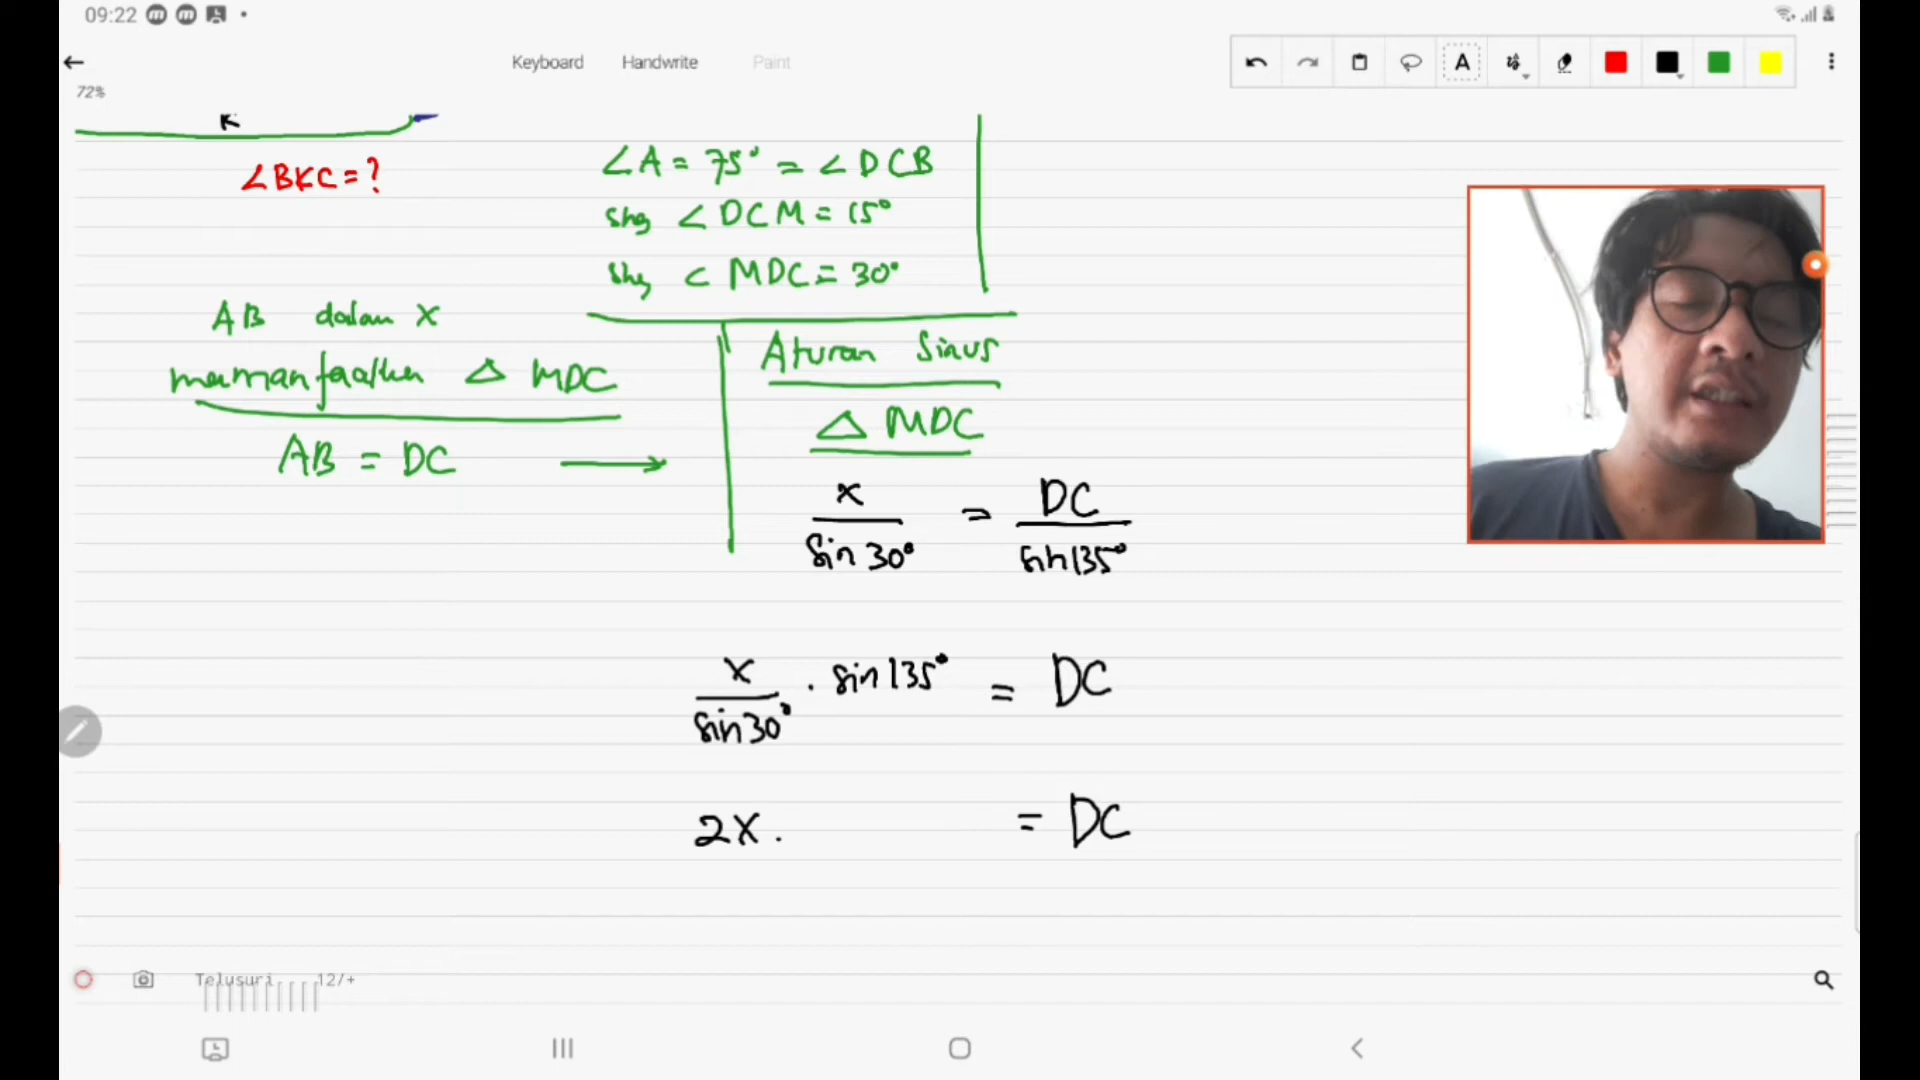 09:22
Keyboard Handwrite Paint
A
72%
K
∠BKC = ?
∠A = 75° = ∠DCB
shg ∠DCM = 15°
shg ∠MDC = 30°
AB dalam x
memanfaatkan △ MDC
AB = DC →
Aturan Sinus
△ MDC
x/sin 30° = DC/sin 135°
x/sin 30° · sin 135° = DC
2x. = DC
Telusuri 12/+